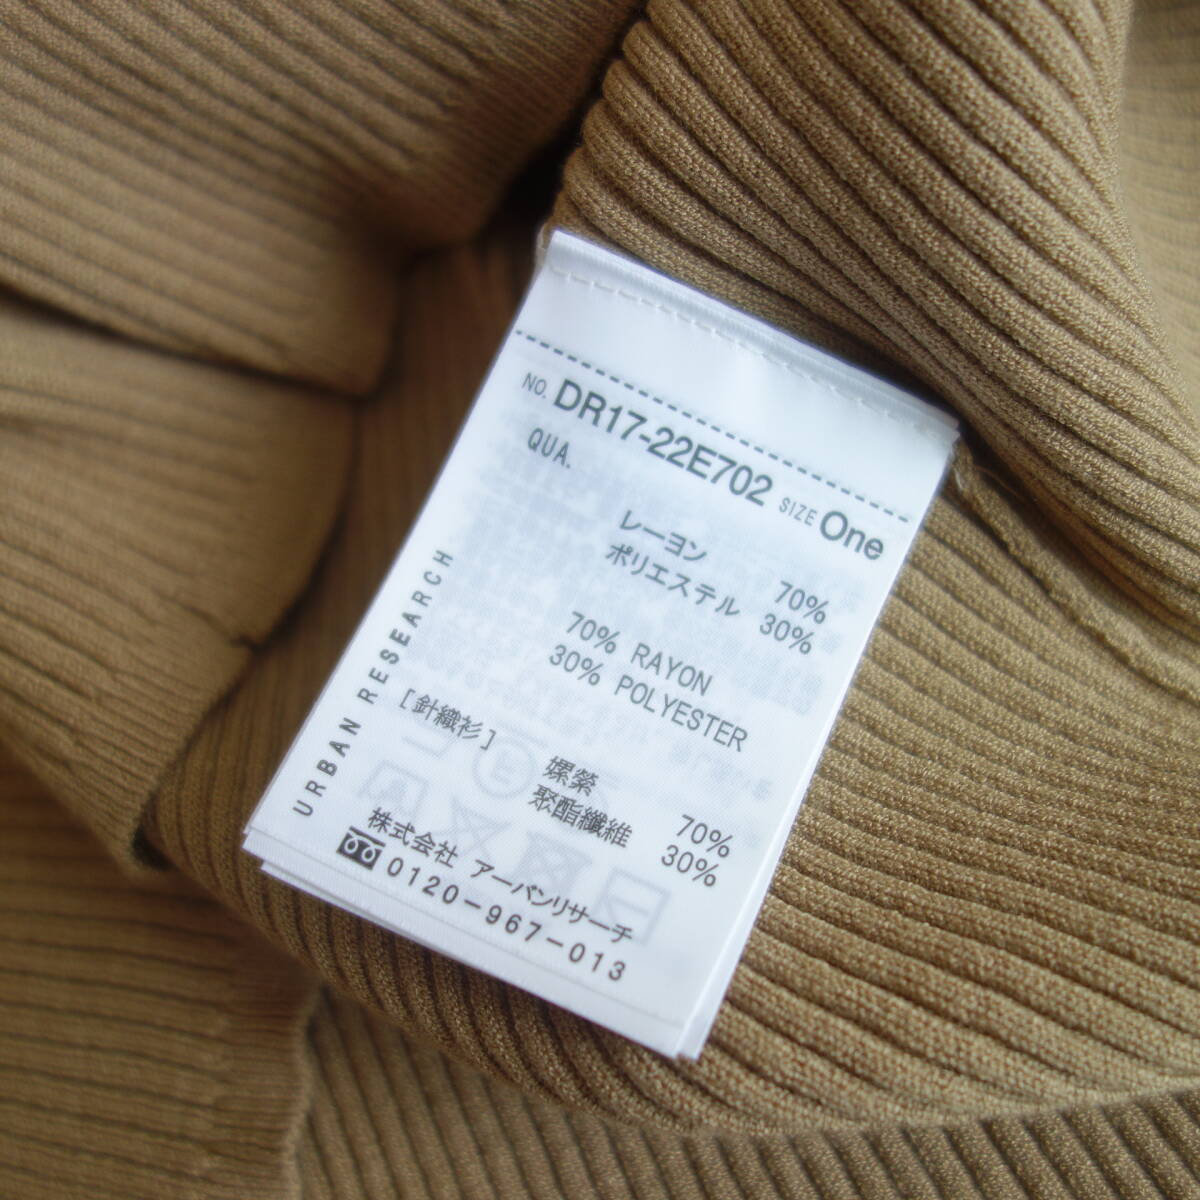 NO. DR17-22E702 SIZE One
QUA.
レーヨン 70%
ポリエステル 30%
70% RAYON
30% POLYESTER
[針織衫]
嫘縈 70%
聚酯纖維 30%
URBAN RESEARCH
株式会社 アーバンリサーチ
0120-967-013